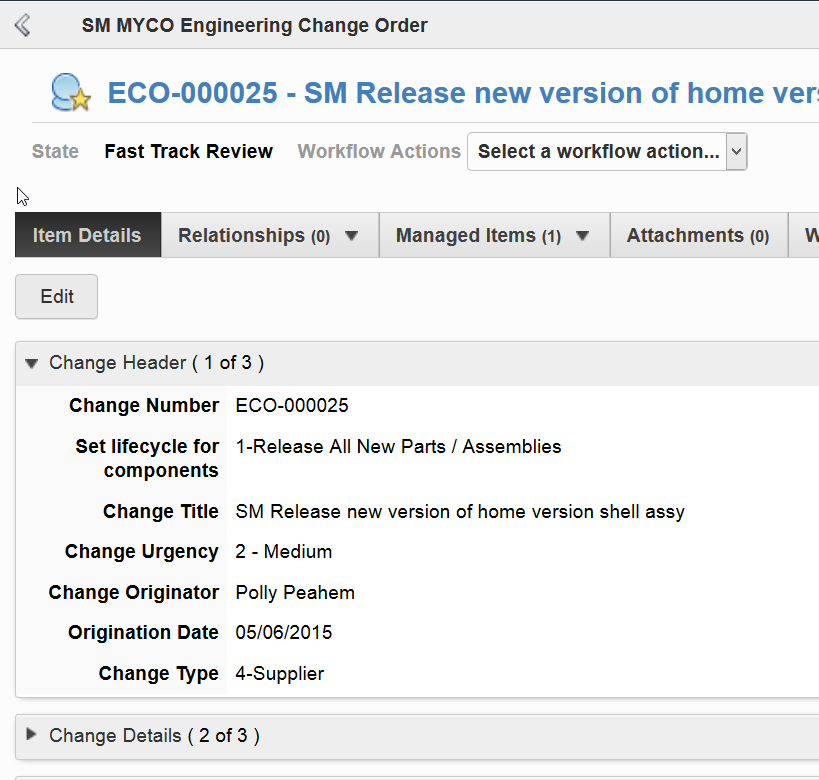 SM MYCO Engineering Change Order
ECO-000025 - SM Release new version of home
State Fast Track Review Workflow Actions Select a workflow action...
Item Details Relationships (0) Managed Items (1) Attachments (0)
Edit
Change Header ( 1 of 3 )
Change Number ECO-000025
Set lifecycle for 1-Release All New Parts / Assemblies
components
Change Title SM Release new version of home version shell assy
Change Urgency 2 - Medium
Change Originator Polly Peahem
Origination Date 05/06/2015
Change Type 4-Supplier
Change Details ( 2 of 3 )